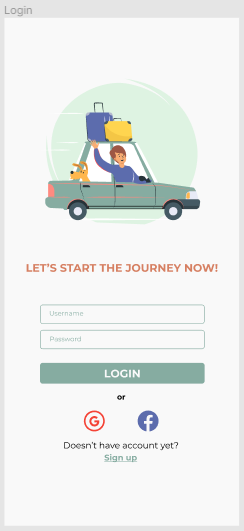 Login
LET'S START THE JOURNEY NOW!
Username
Password
LOGIN
or
G
f
Doesn't have account yet?
Sign up